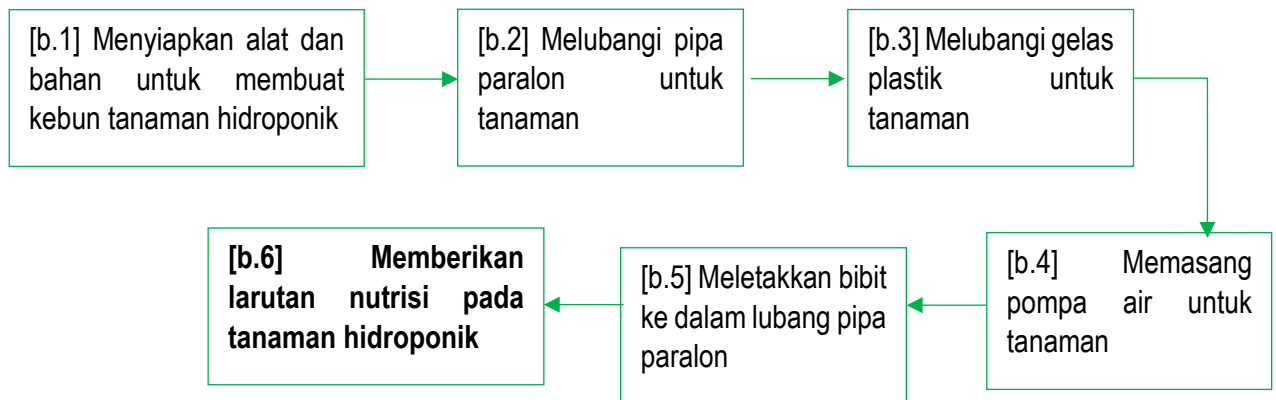 [b.1] Menyiapkan alat dan
bahan untuk membuat
kebun tanaman hidroponik
[b.2] Melubangi pipa
paralon untuk
tanaman
[b.3] Melubangi gelas
plastik untuk
tanaman
[b.4] Memasang
pompa air untuk
tanaman
[b.5] Meletakkan bibit
ke dalam lubang pipa
paralon
[b.6] Memberikan
larutan nutrisi pada
tanaman hidroponik